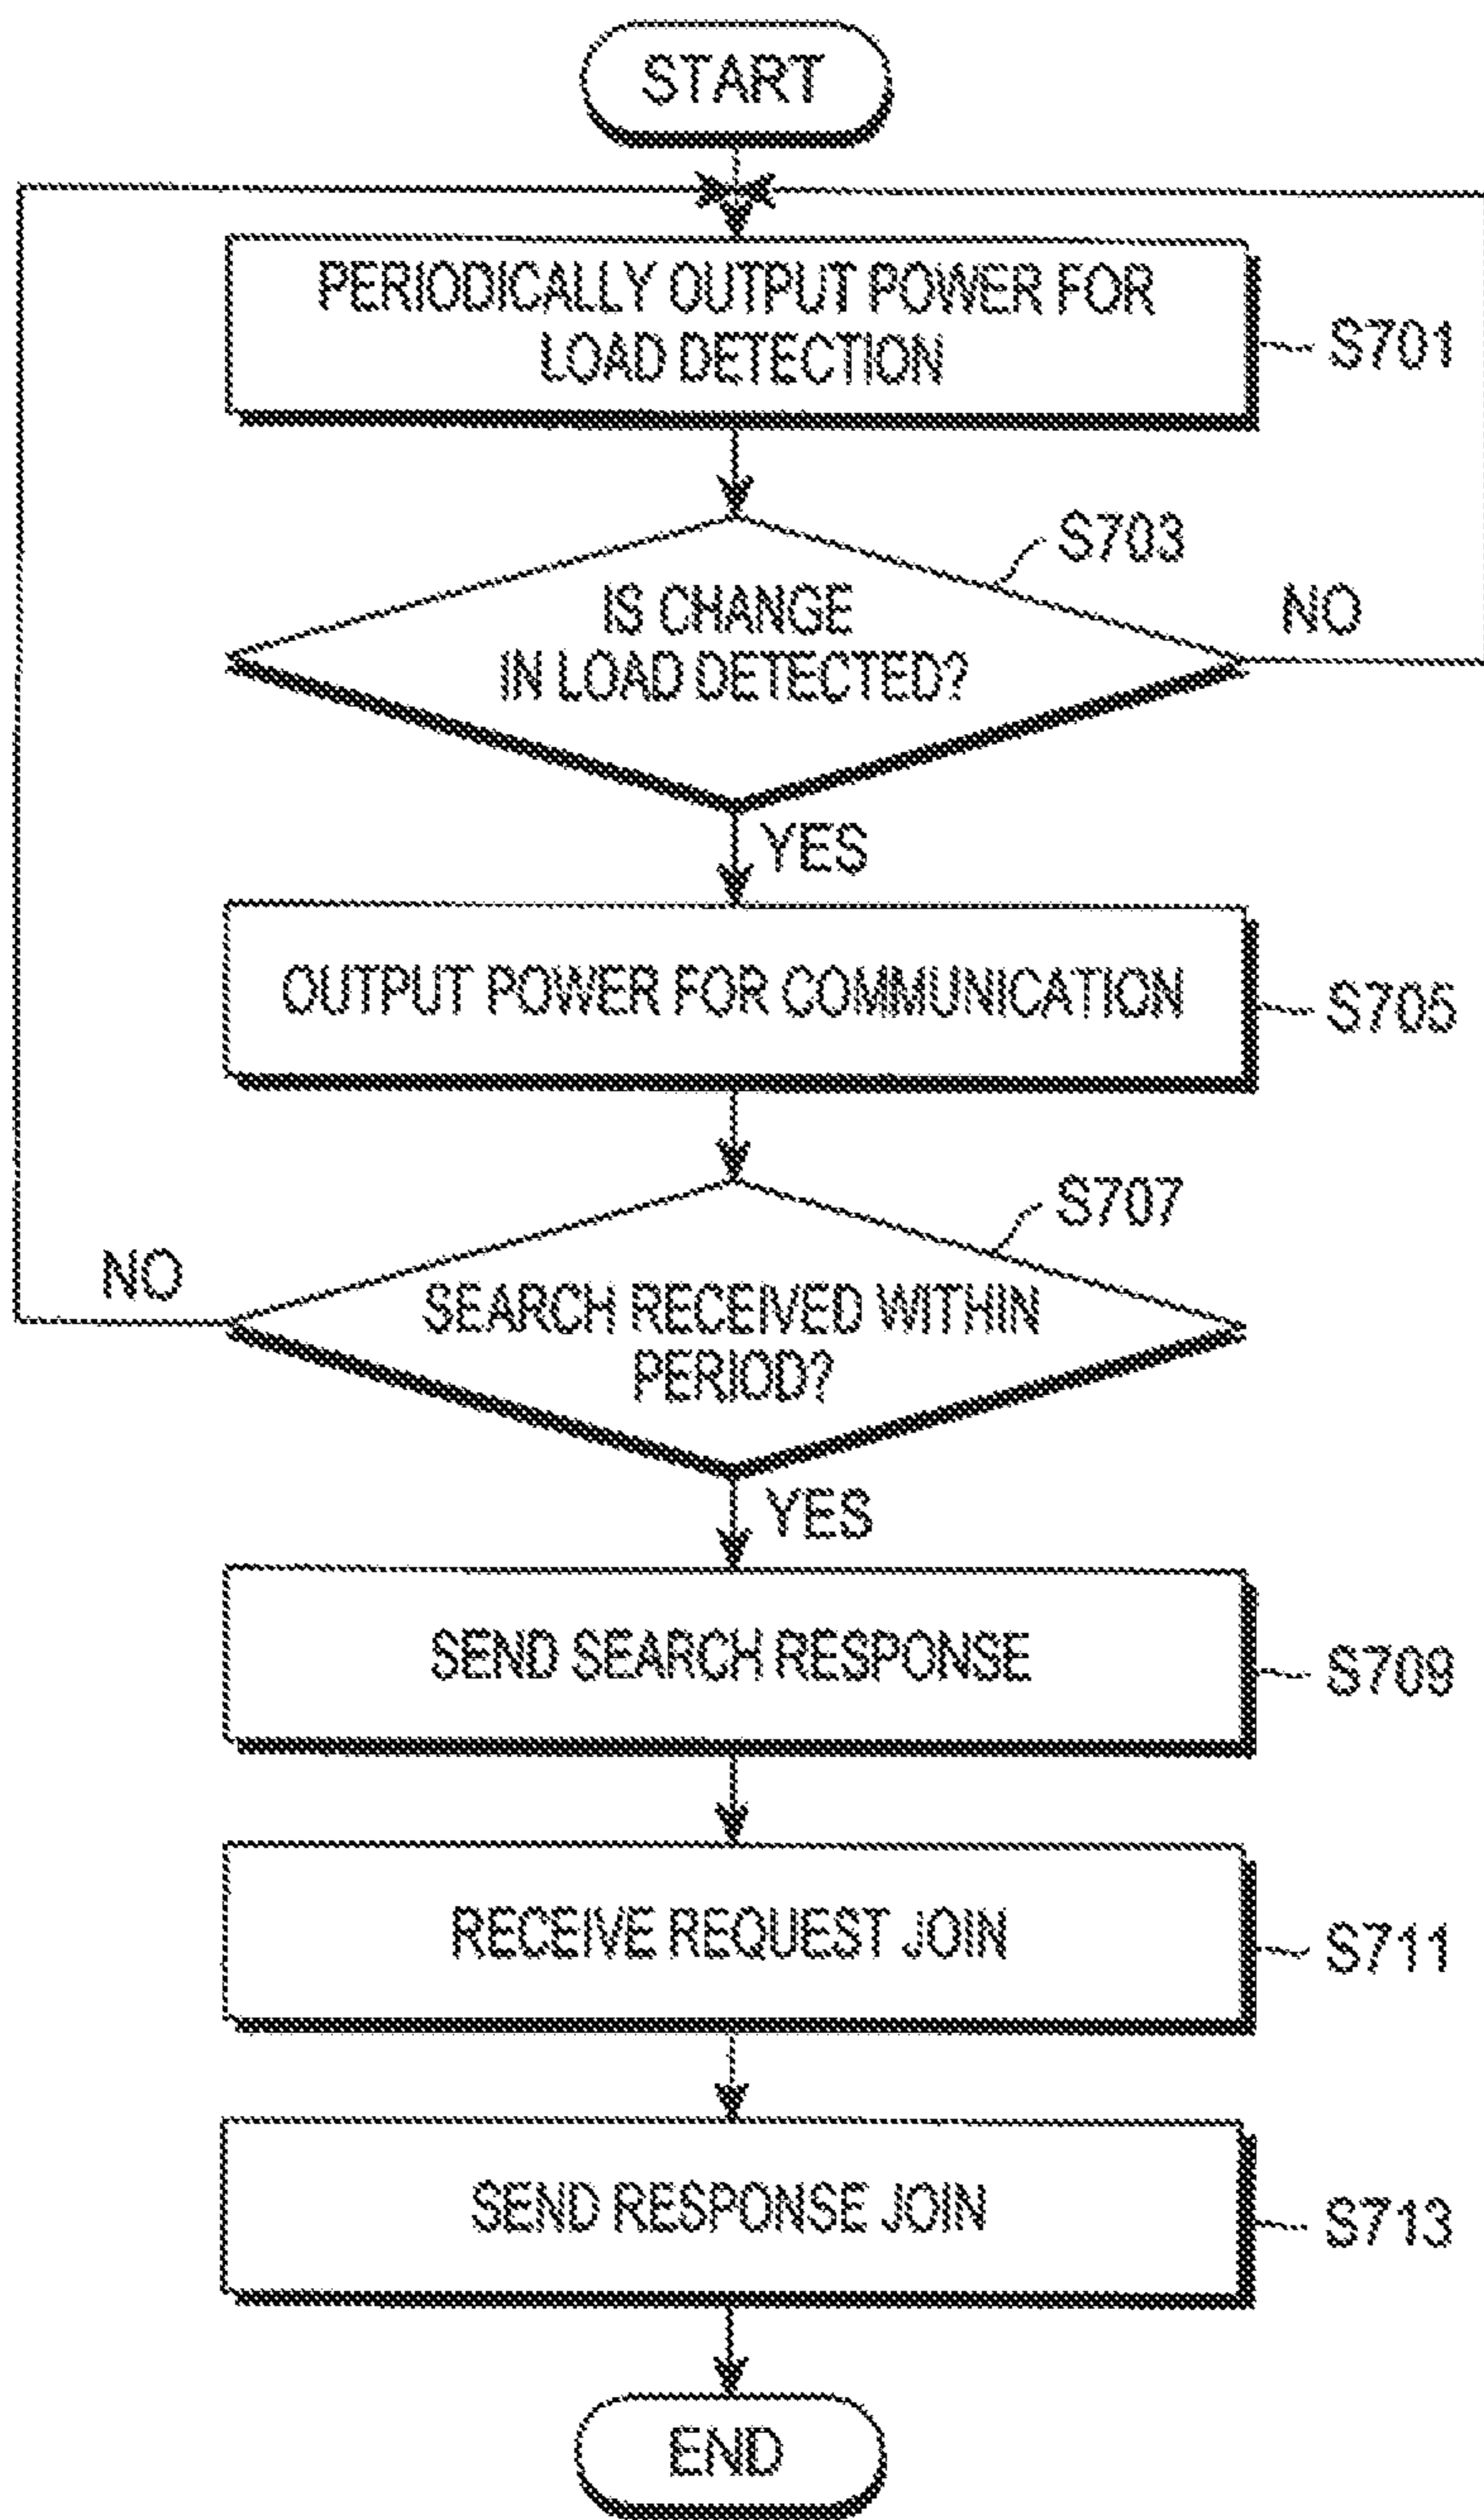 START
PERIODICALLY OUTPUT POWER FOR
LOAD DETECTION
S701
S703
IS CHANGE
IN LOAD DETECTED?
NO
YES
OUTPUT POWER FOR COMMUNICATION
S705
S707
NO
SEARCH RECEIVED WITHIN
PERIOD?
YES
SEND SEARCH RESPONSE
S709
RECEIVE REQUEST JOIN
S711
SEND RESPONSE JOIN
S713
END